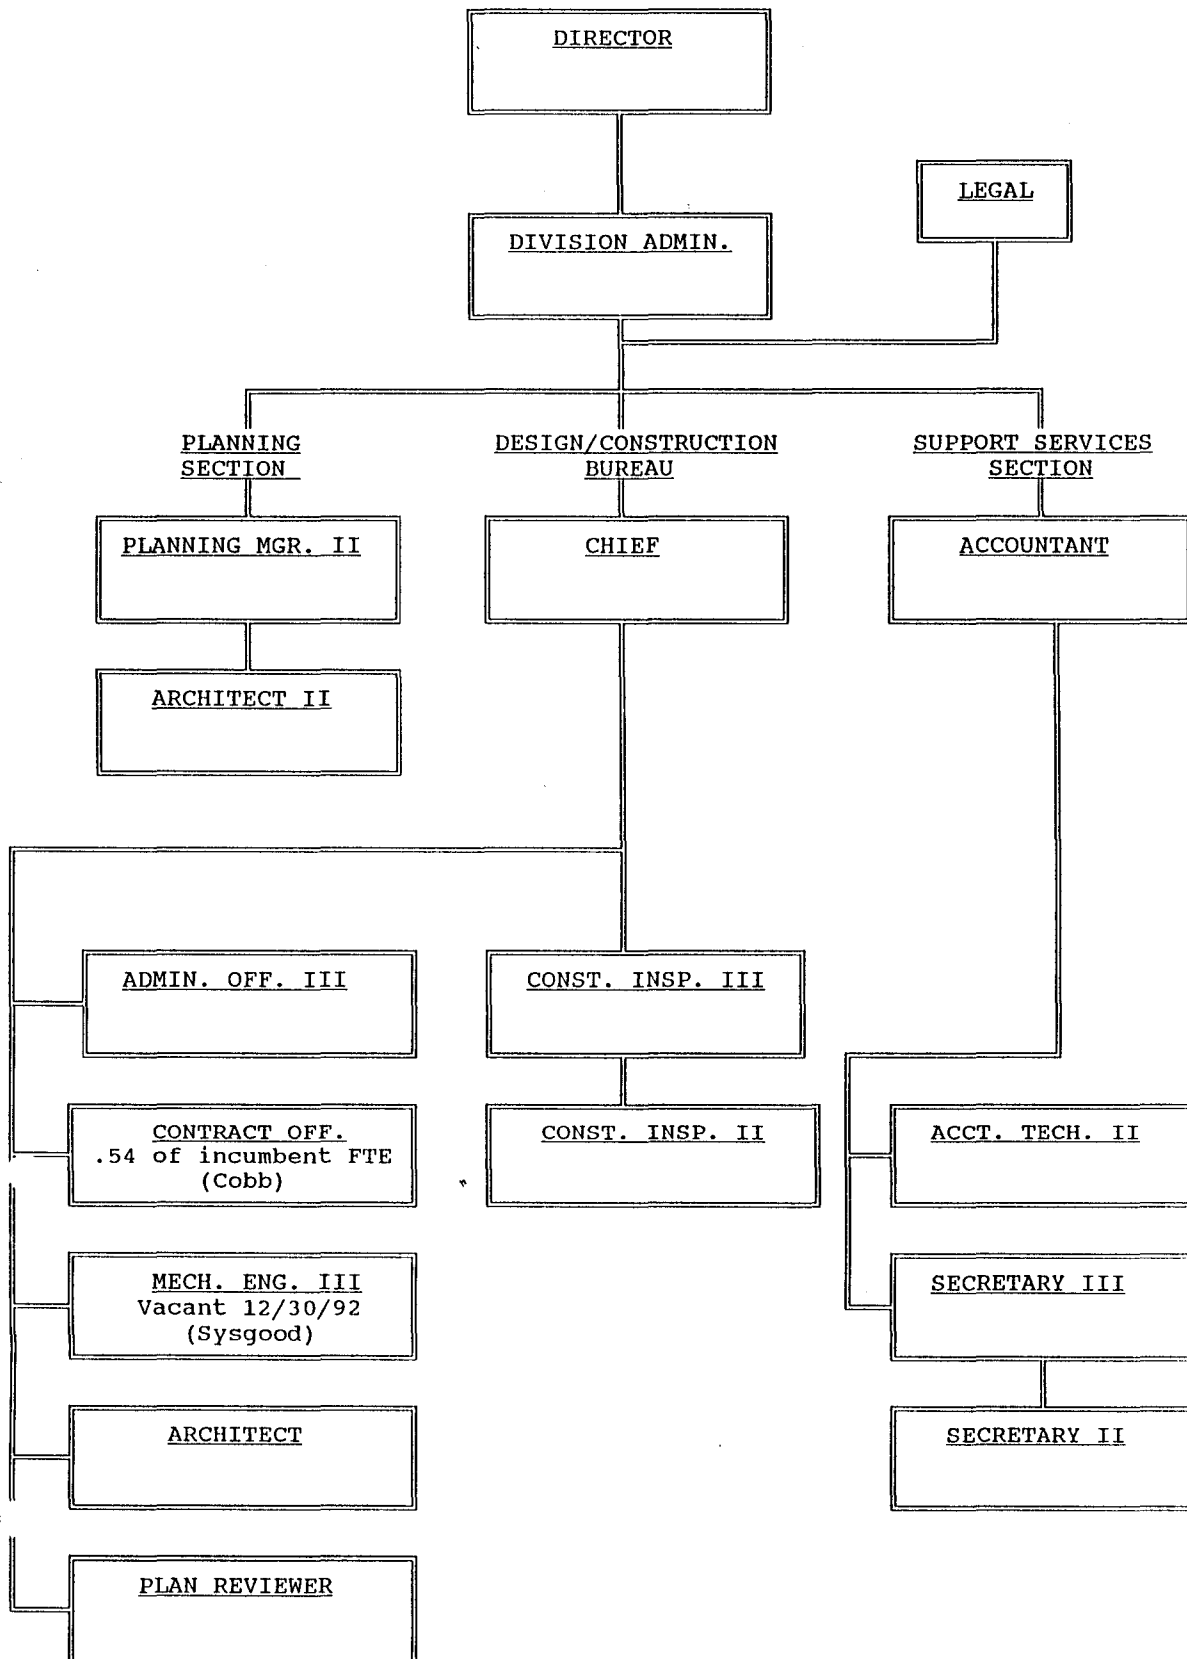 DIRECTOR
LEGAL
DIVISION ADMIN.
PLANNING
SECTION
DESIGN/CONSTRUCTION
BUREAU
SUPPORT SERVICES
SECTION
PLANNING MGR. II
CHIEF
ACCOUNTANT
ARCHITECT II
ADMIN. OFF. III
CONST. INSP. III
CONTRACT OFF.
.54 of incumbent FTE
(Cobb)
CONST. INSP. II
ACCT. TECH. II
MECH. ENG. III
Vacant 12/30/92
(Sysgood)
SECRETARY III
ARCHITECT
SECRETARY II
PLAN REVIEWER